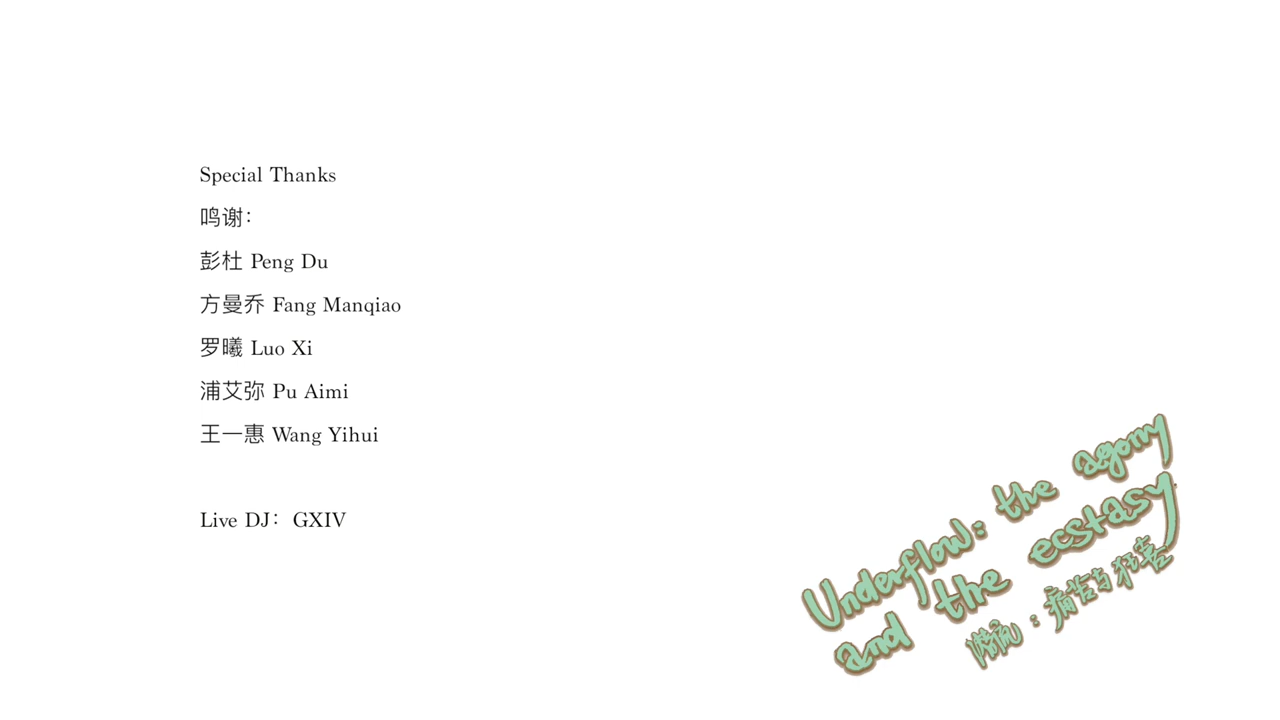 Special Thanks
鸣谢：
彭杜 Peng Du
方曼乔 Fang Manqiao
罗曦 Luo Xi
浦艾弥 Pu Aimi
王一惠 Wang Yihui
Live DJ：GXIV
Underflow: the agony
and the ecstasy
潜流：痛苦与狂喜